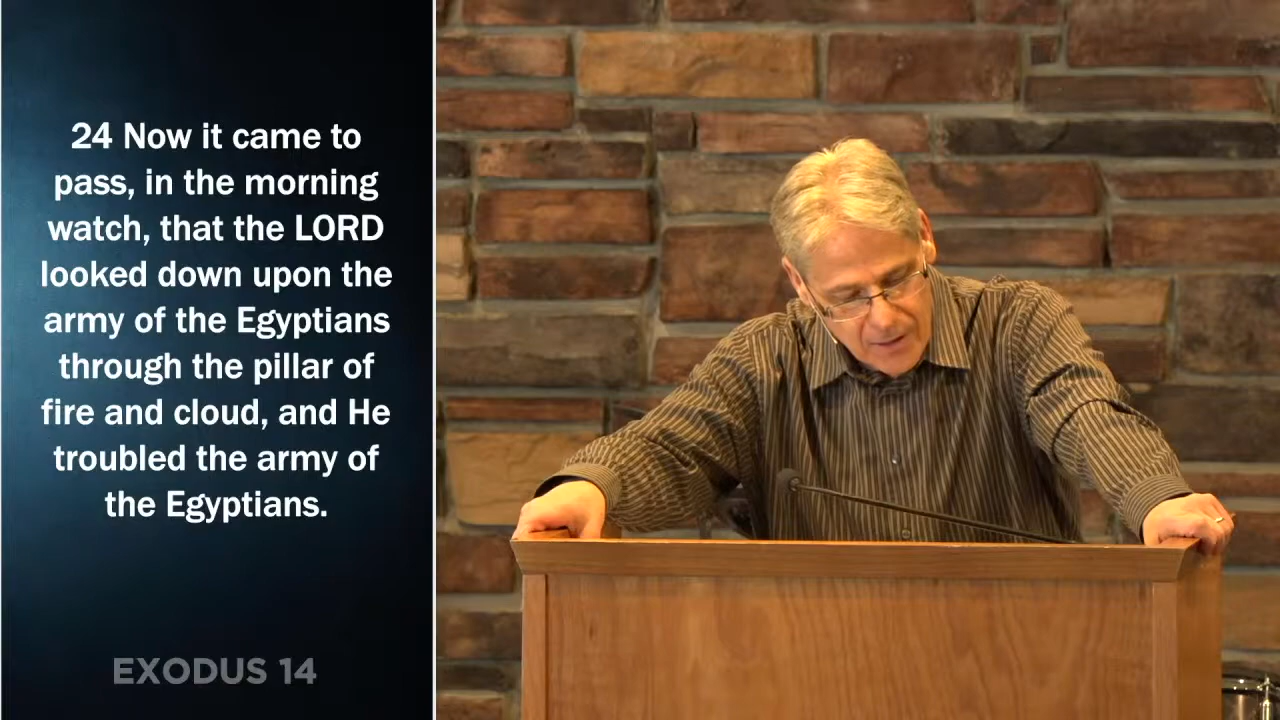 24 Now it came to
pass, in the morning
watch, that the LORD
looked down upon the
army of the Egyptians
through the pillar of
fire and cloud, and He
troubled the army of
the Egyptians.
EXODUS 14